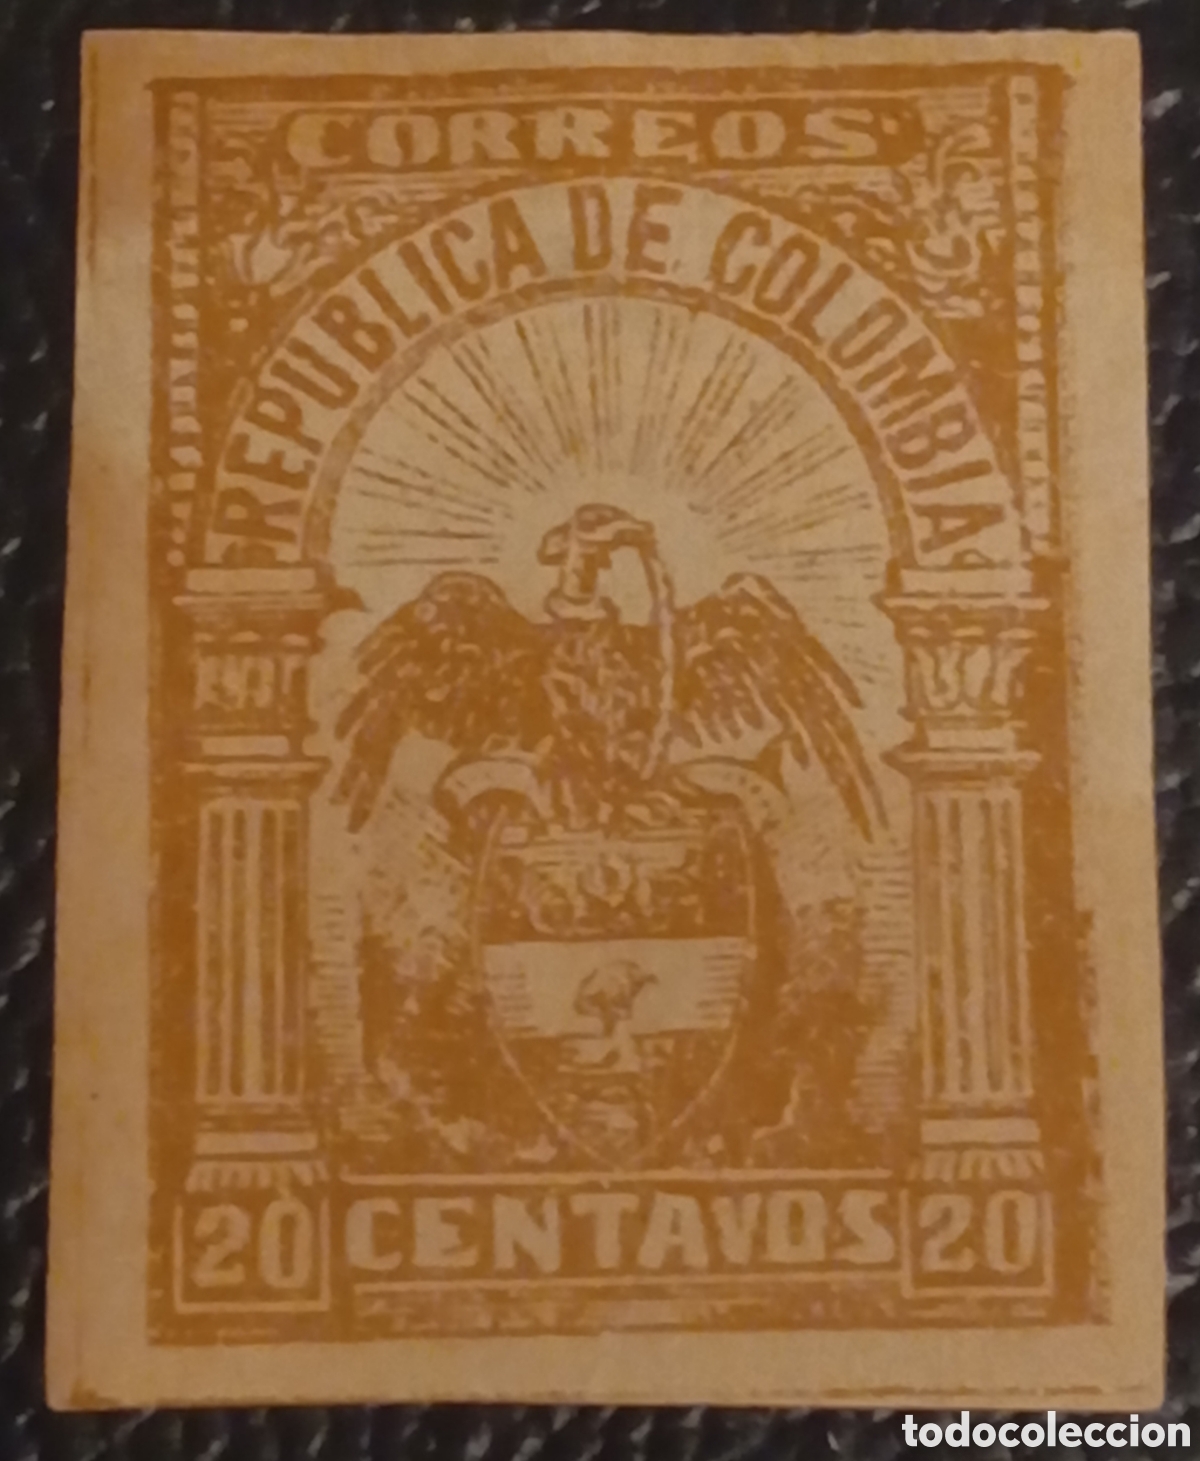 CORREOS
REPUBLICA DE COLOMBIA
20 CENTAVOS 20
todocoleccion